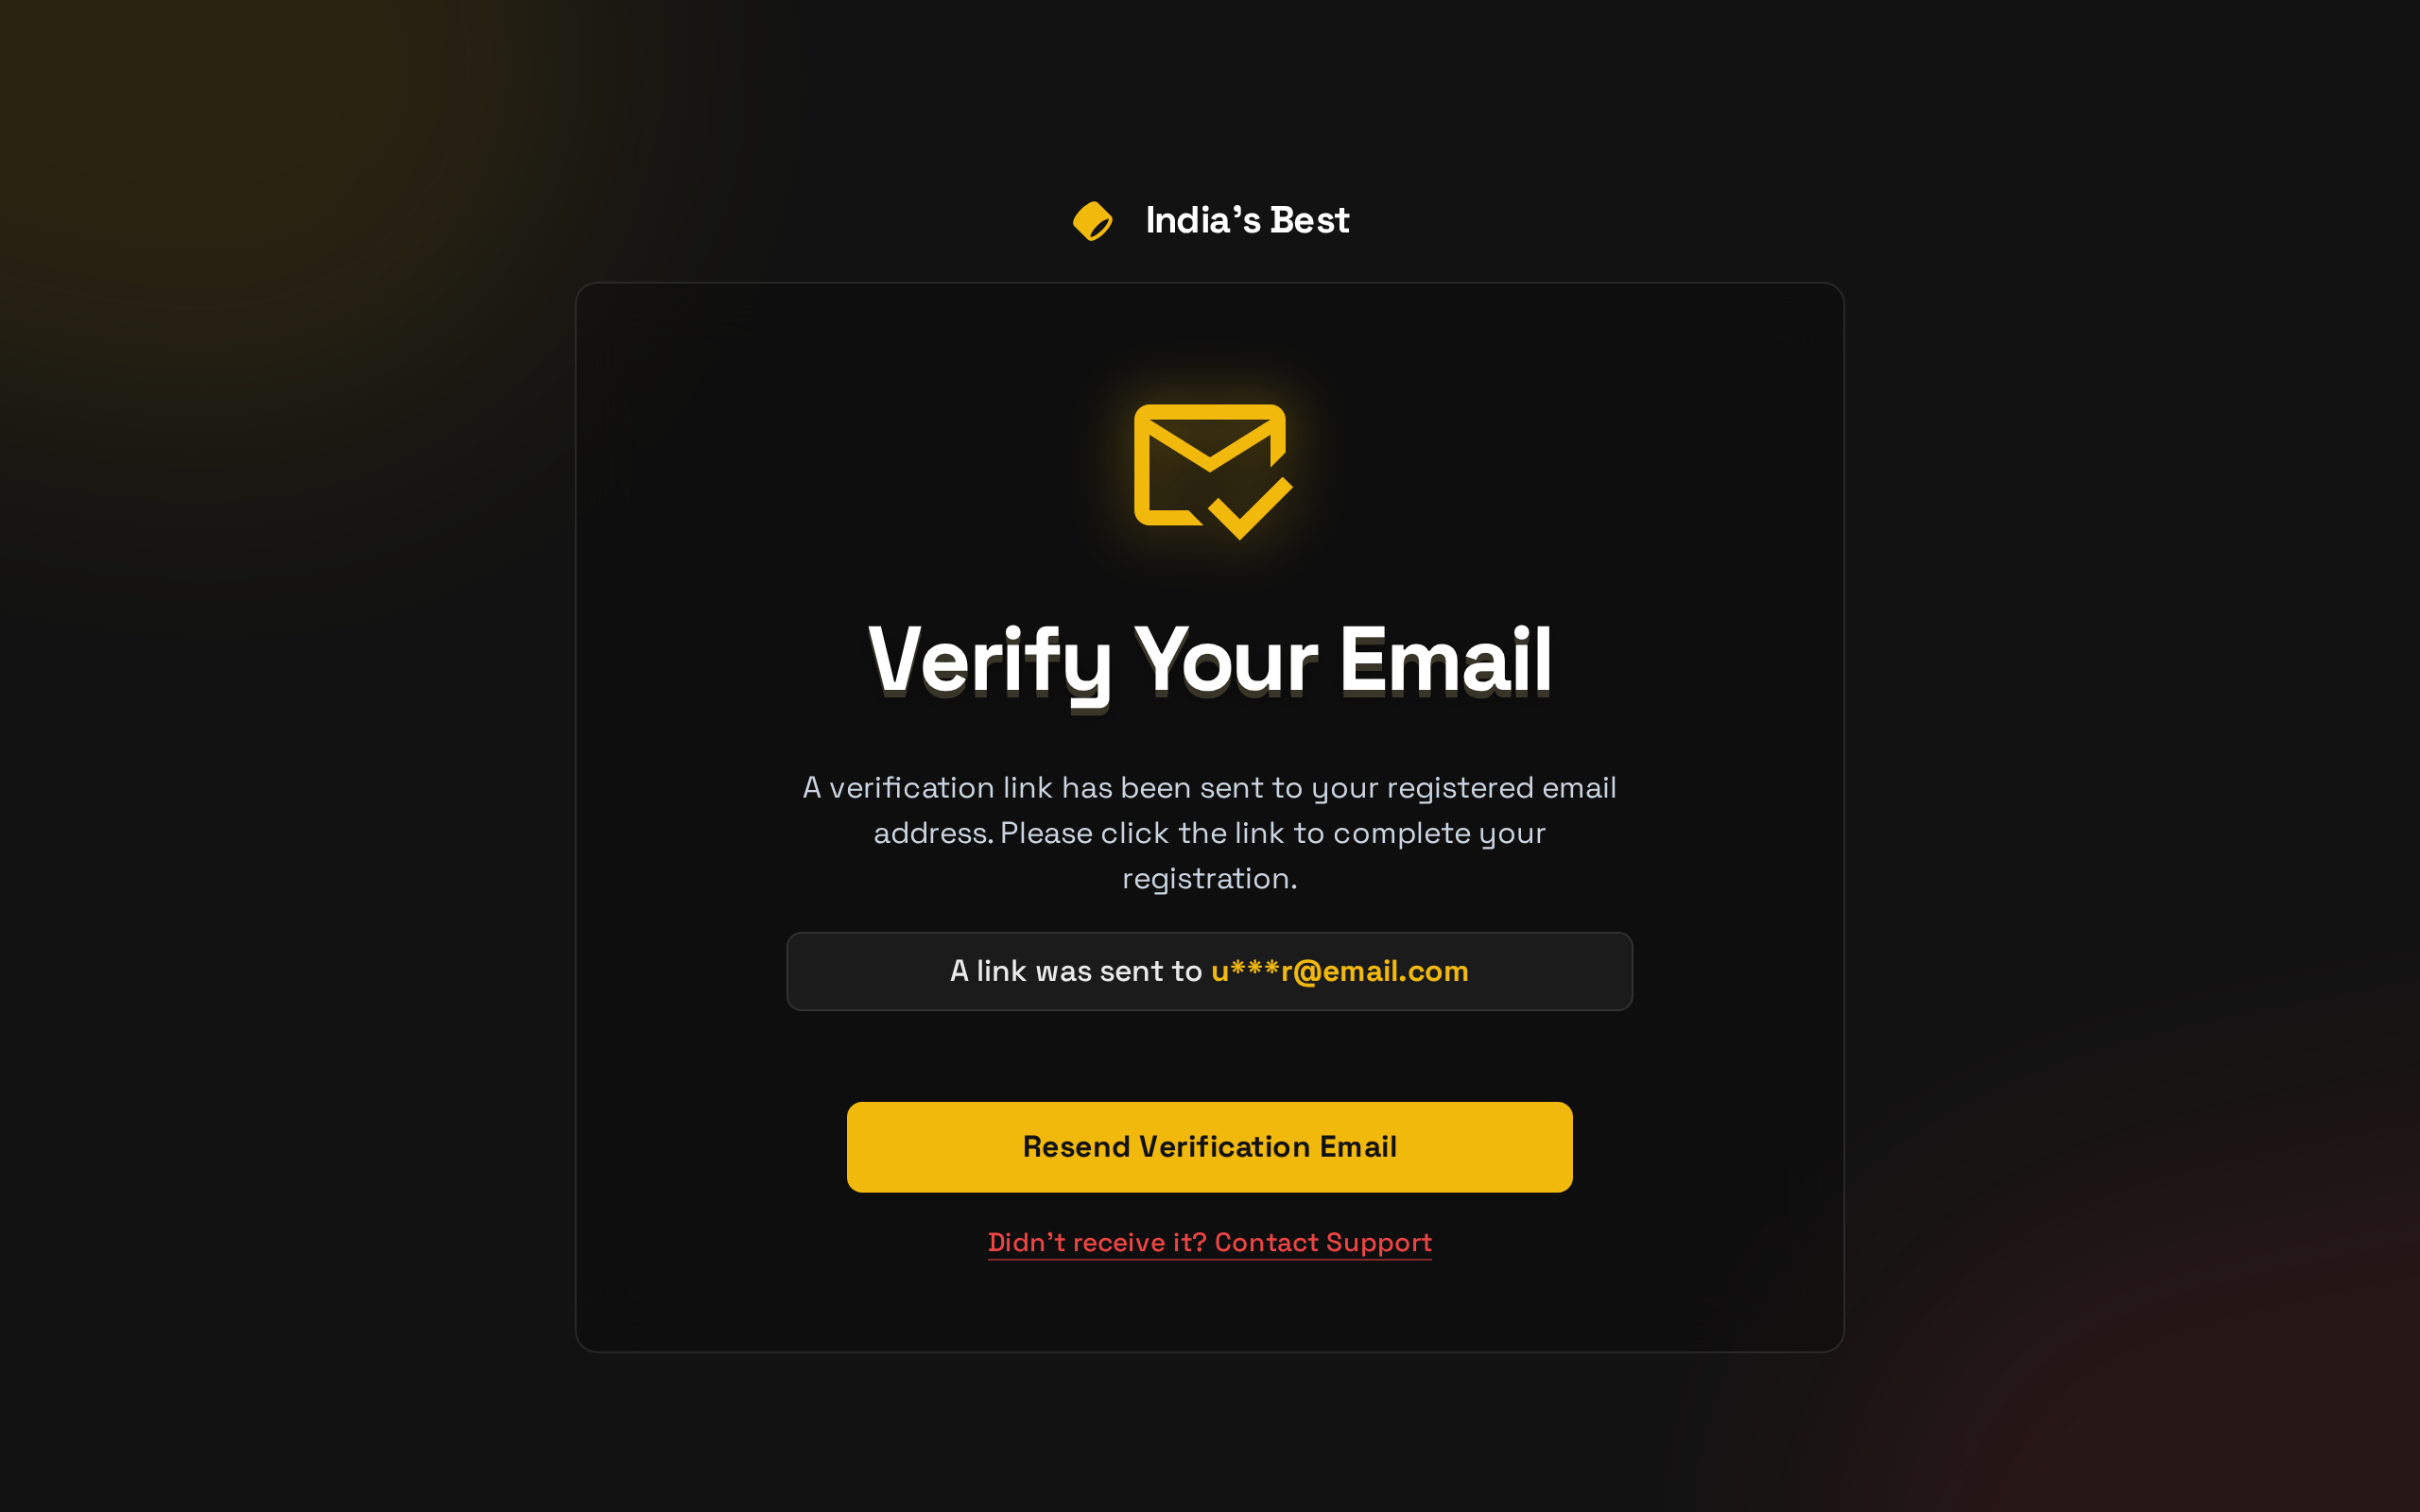 India's Best
Verify Your Email
A verification link has been sent to your registered email
address. Please click the link to complete your
registration.
A link was sent to u***r@email.com
Resend Verification Email
Didn't receive it? Contact Support